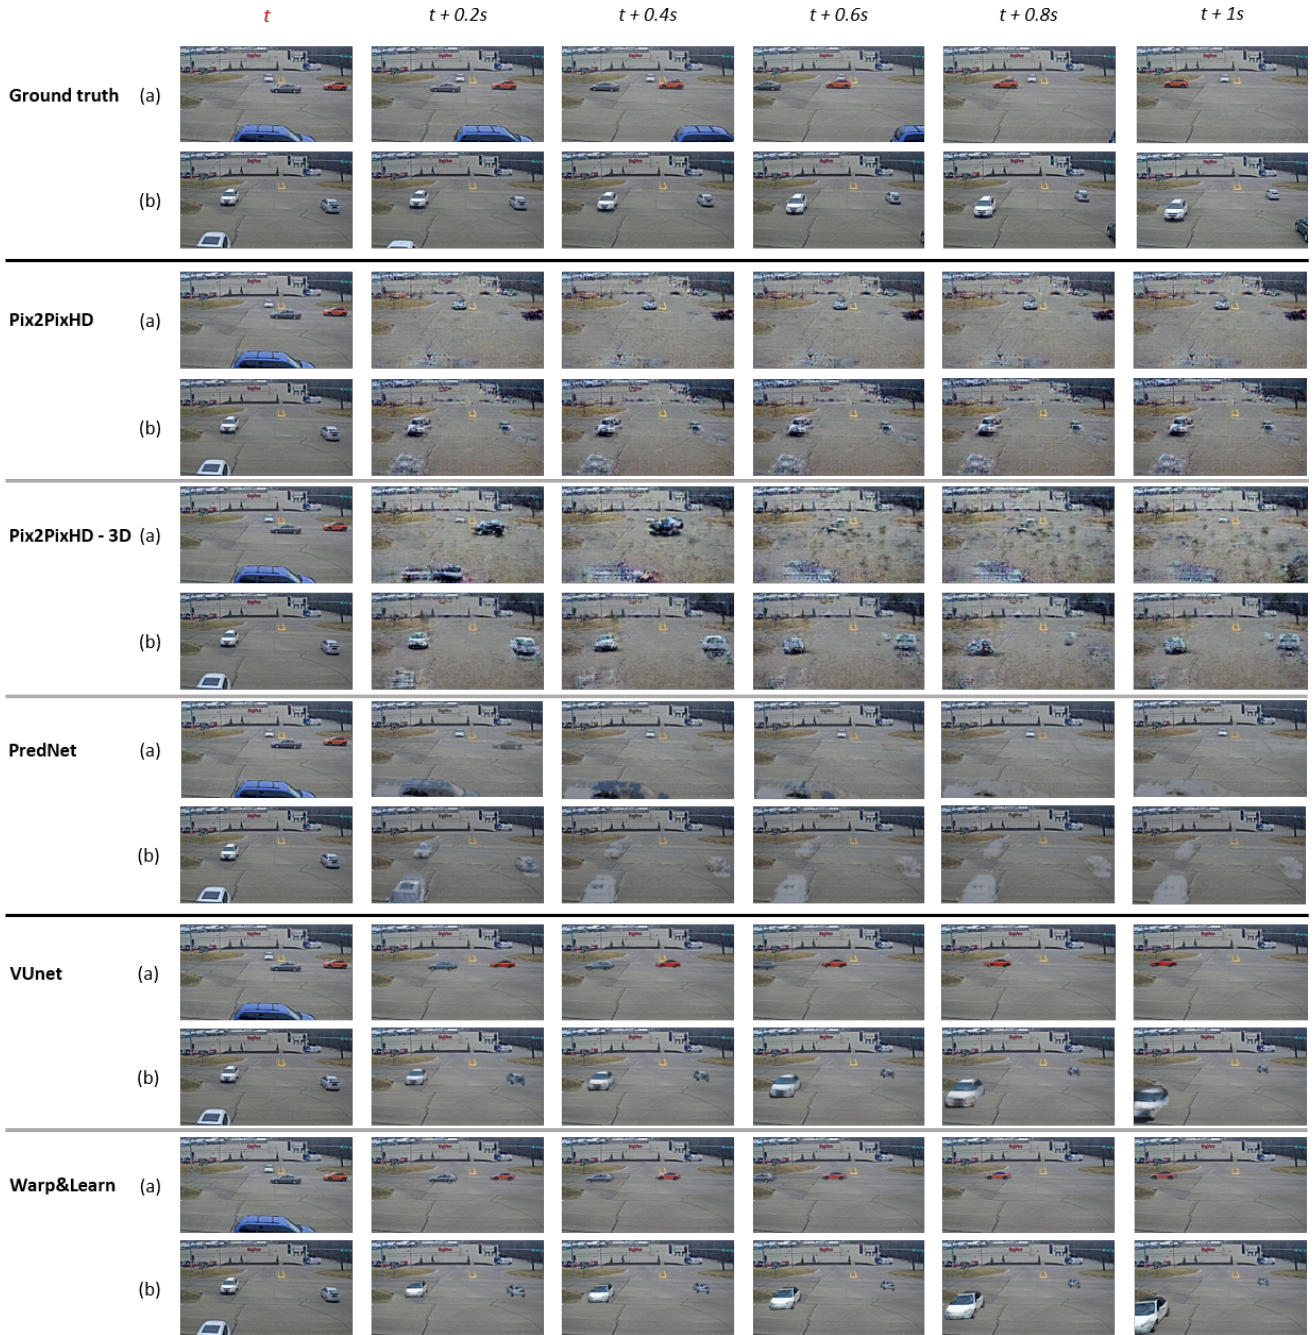 t t + 0.2s t + 0.4s t + 0.6s t + 0.8s t + 1s
Ground truth (a)
(b)
Pix2PixHD (a)
(b)
Pix2PixHD - 3D (a)
(b)
PredNet (a)
(b)
VUnet (a)
(b)
Warp&Learn (a)
(b)